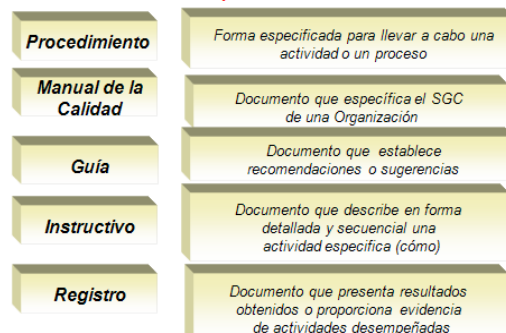 Procedimiento
Forma especificada para llevar a cabo una
actividad o un proceso
Manual de la
Calidad
Documento que específica el SGC
de una Organización
Guía
Documento que establece
recomendaciones o sugerencias
Instructivo
Documento que describe en forma
detallada y secuencial una
actividad especifica (cómo)
Registro
Documento que presenta resultados
obtenidos o proporciona evidencia
de actividades desempeñadas